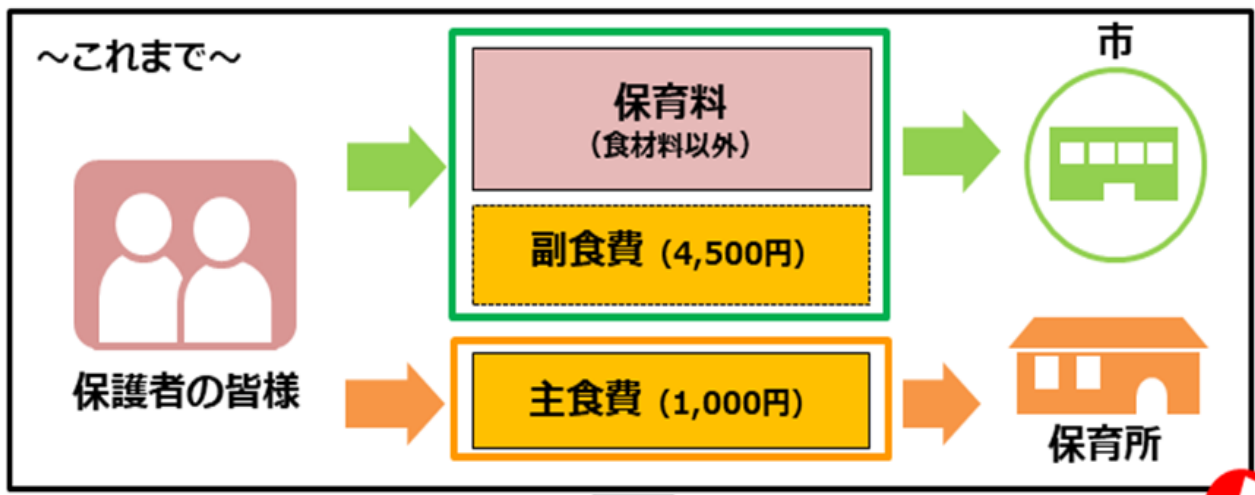 ～これまで～
市
保育料
（食材料以外）
副食費（4,500円）
保護者の皆様
主食費（1,000円）
保育所